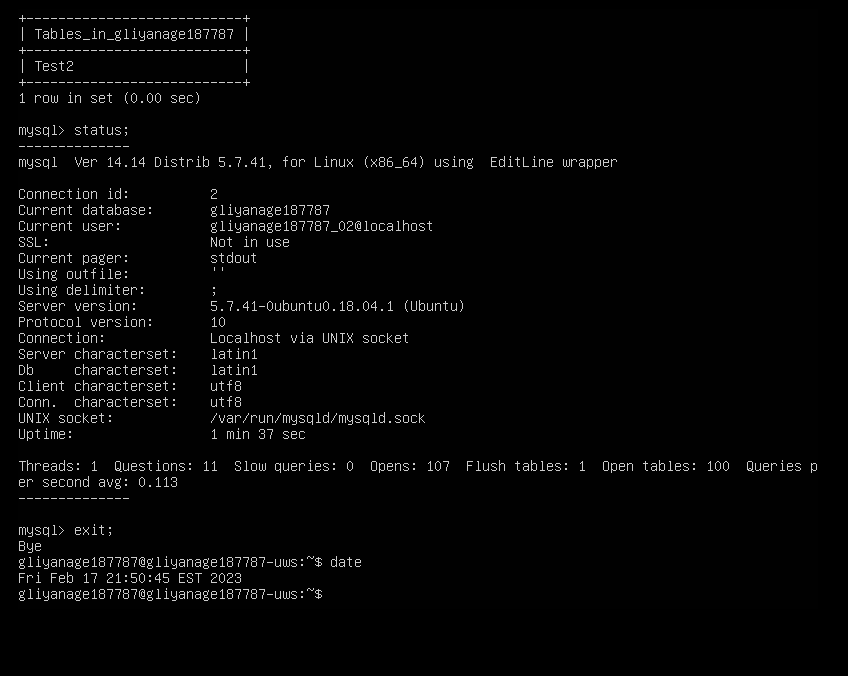 +---------------------------+
| Tables_in_gliyanage187787 |
+---------------------------+
| Test2                     |
+---------------------------+
1 row in set (0.00 sec)

mysql> status;
--------------
mysql  Ver 14.14 Distrib 5.7.41, for Linux (x86_64) using  EditLine wrapper

Connection id:          2
Current database:       gliyanage187787
Current user:           gliyanage187787_02@localhost
SSL:                    Not in use
Current pager:          stdout
Using outfile:          ''
Using delimiter:        ;
Server version:         5.7.41-0ubuntu0.18.04.1 (Ubuntu)
Protocol version:       10
Connection:             Localhost via UNIX socket
Server characterset:    latin1
Db     characterset:    latin1
Client characterset:    utf8
Conn.  characterset:    utf8
UNIX socket:            /var/run/mysqld/mysqld.sock
Uptime:                 1 min 37 sec

Threads: 1  Questions: 11  Slow queries: 0  Opens: 107  Flush tables: 1  Open tables: 100  Queries p
er second avg: 0.113
--------------

mysql> exit;
Bye
gliyanage187787@gliyanage187787-uws:~$ date
Fri Feb 17 21:50:45 EST 2023
gliyanage187787@gliyanage187787-uws:~$